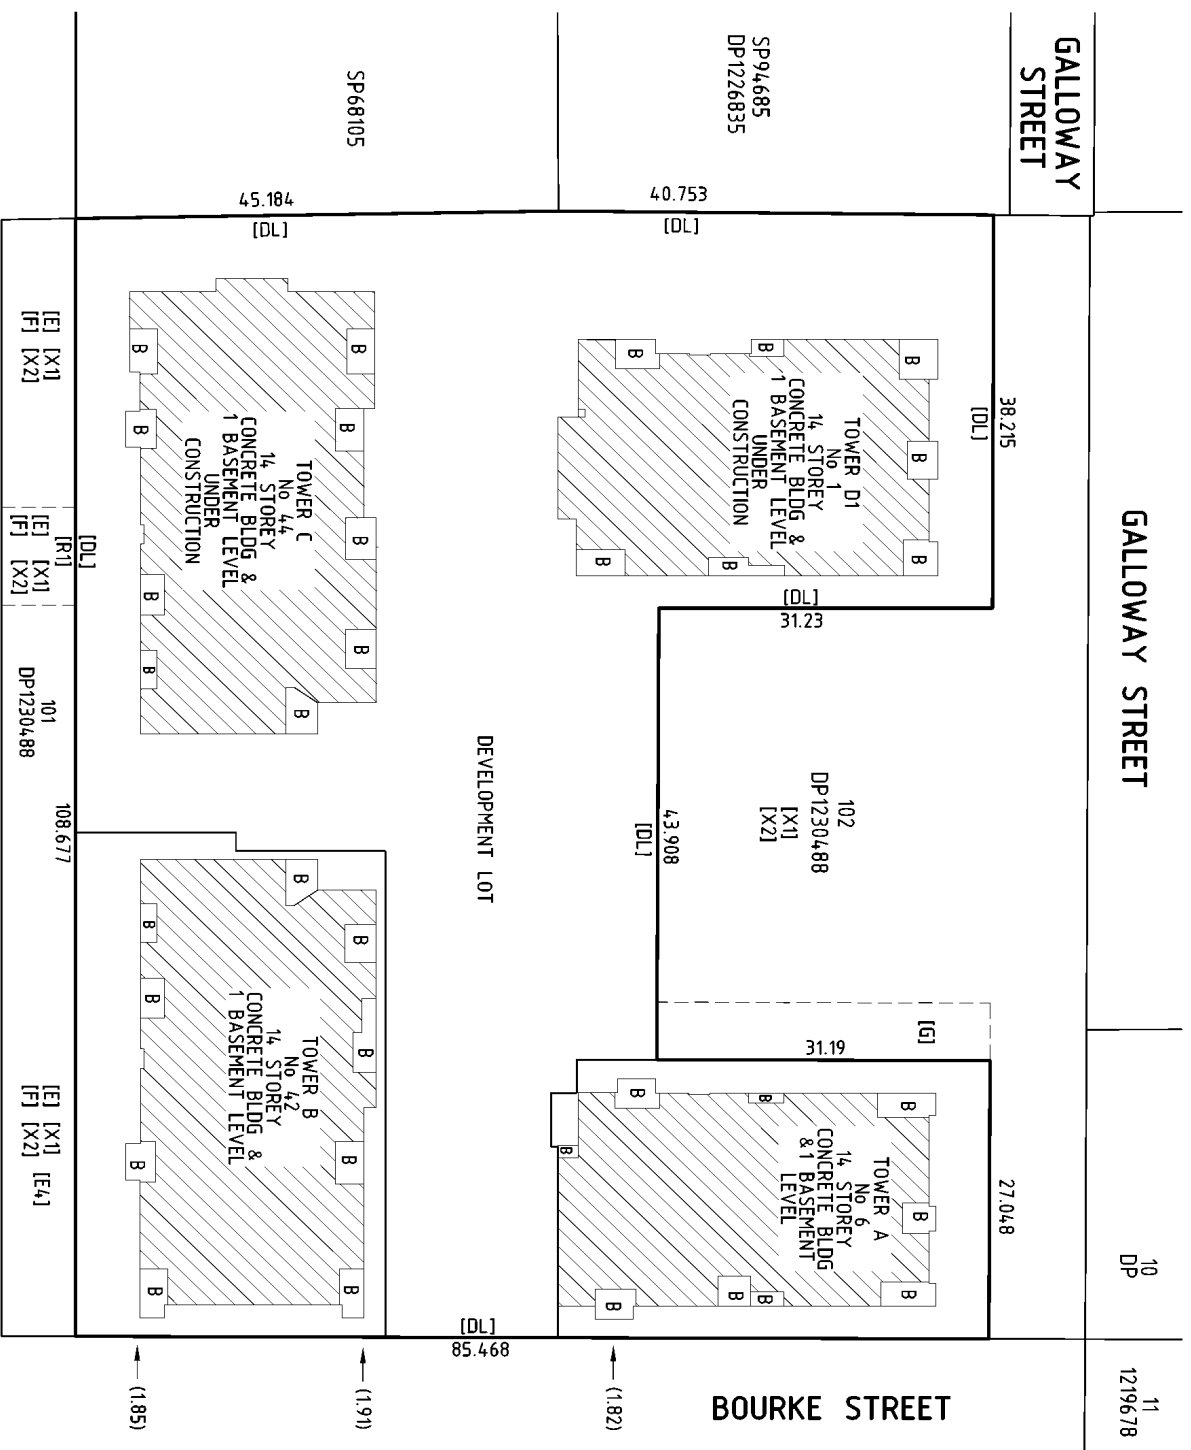 GALLOWAY
STREET
SP94685
DP1226835
SP68105
45.184
[DL]
40.753
[DL]
38.215
[DL]
GALLOWAY STREET
[E] [X1]
[F] [X2]
TOWER C
No 44
14 STOREY
CONCRETE BLDG &
1 BASEMENT LEVEL
UNDER
CONSTRUCTION
B
B
B
B
B
B
B
B
B
TOWER D1
No 1
14 STOREY
CONCRETE BLDG &
1 BASEMENT LEVEL
UNDER
CONSTRUCTION
B
B
B
B
B
B
B
B
[DL]
31.23
[DL]
[R1]
[E] [X1]
[F] [X2]
101
DP1230488
108.677
DEVELOPMENT LOT
43.908
[DL]
102
DP1230488
[X1]
[X2]
[G]
31.19
TOWER B
No 42
14 STOREY
CONCRETE BLDG &
1 BASEMENT LEVEL
B
B
B
B
B
B
B
B
B
TOWER A
No 6
14 STOREY
CONCRETE BLDG
&1 BASEMENT
LEVEL
B
B
B
B
B
B
B
B
B
27.048
[E] [X1]
[F] [X2] [E4]
[DL]
85.468
(1.85)
(1.91)
(1.82)
BOURKE STREET
10
DP
11
1219678